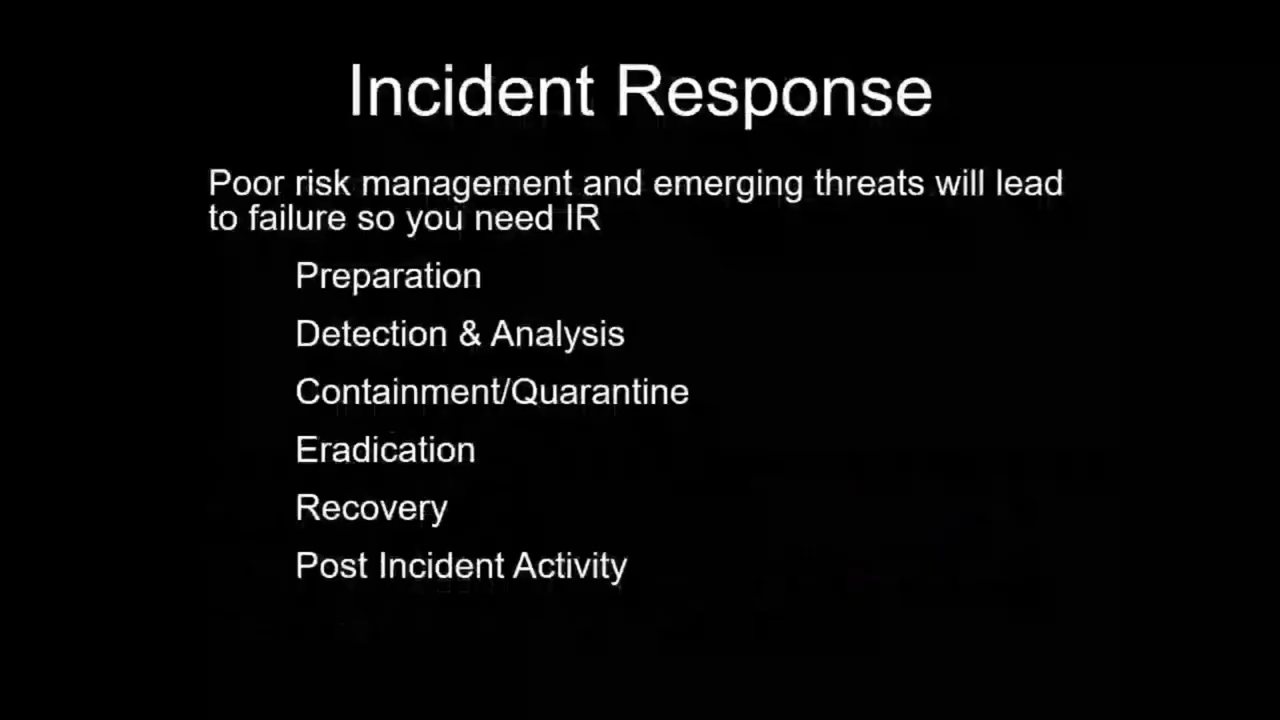 Incident Response
Poor risk management and emerging threats will lead
to failure so you need IR
Preparation
Detection & Analysis
Containment/Quarantine
Eradication
Recovery
Post Incident Activity